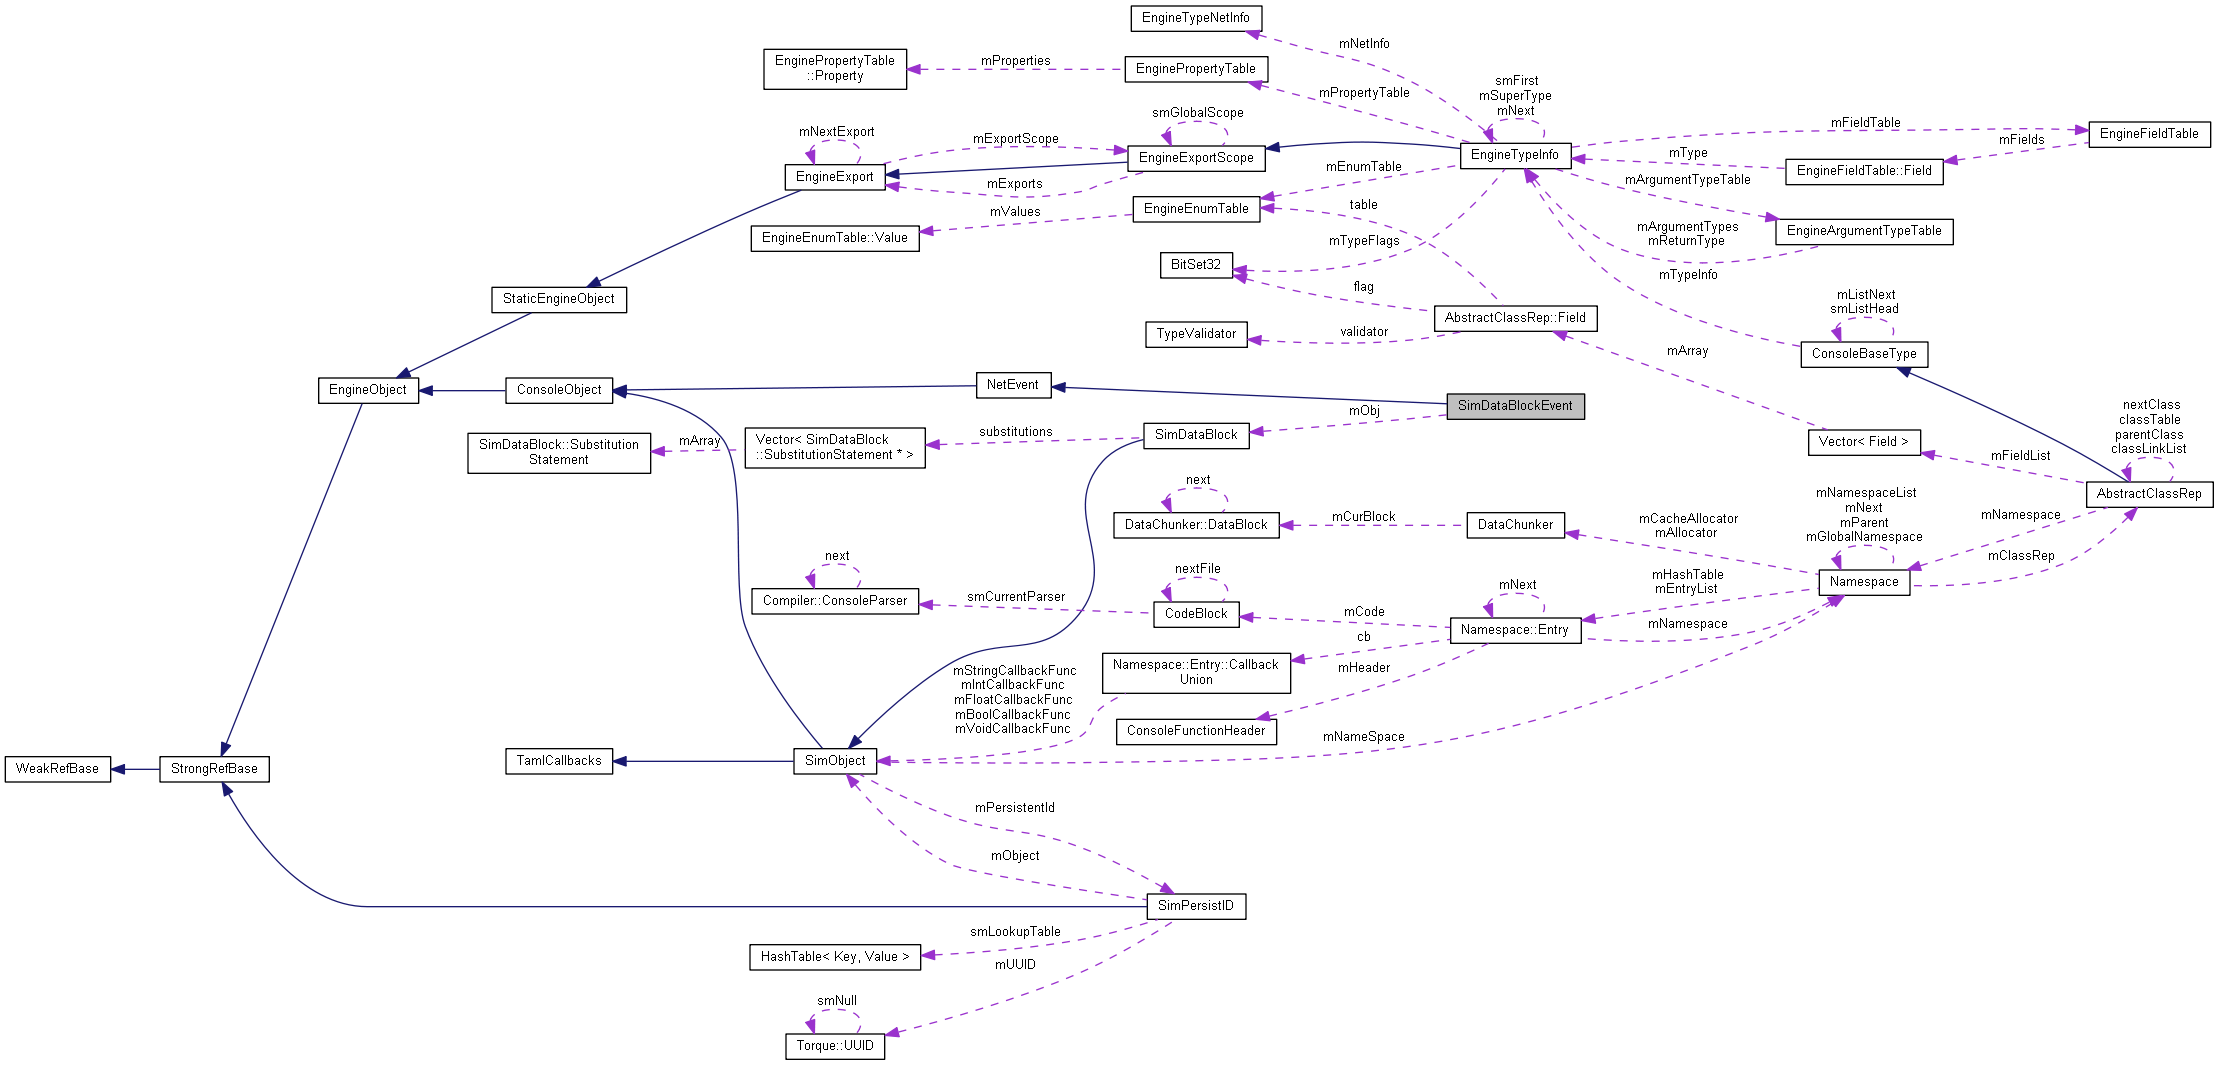 EngineTypeNetInfo
mNetInfo
EnginePropertyTable
::Property
mProperties
EnginePropertyTable
mPropertyTable
smFirst
mSuperType
mNext
smGlobalScope
mNextExport
mExportScope
EngineExport
EngineExportScope
mExports
EngineTypeInfo
mFieldTable
EngineFieldTable
mFields
mType
EngineFieldTable::Field
mEnumTable
mArgumentTypeTable
EngineEnumTable::Value
mValues
EngineEnumTable
table
mArgumentTypes
mReturnType
EngineArgumentTypeTable
mTypeFlags
BitSet32
mTypeInfo
flag
StaticEngineObject
TypeValidator
validator
AbstractClassRep::Field
mListNext
smListHead
ConsoleBaseType
mArray
EngineObject
ConsoleObject
NetEvent
SimDataBlockEvent
mObj
nextClass
classTable
parentClass
classLinkList
SimDataBlock::Substitution
Statement
mArray
Vector< SimDataBlock
::SubstitutionStatement * >
substitutions
SimDataBlock
Vector< Field >
mFieldList
AbstractClassRep
next
DataChunker::DataBlock
mCurBlock
DataChunker
mCacheAllocator
mAllocator
mNamespaceList
mNext
mParent
mGlobalNamespace
mNamespace
mClassRep
next
Compiler::ConsoleParser
smCurrentParser
nextFile
CodeBlock
mCode
mNext
Namespace::Entry
mHashTable
mEntryList
Namespace
mNamespace
cb
Namespace::Entry::Callback
Union
mHeader
ConsoleFunctionHeader
mStringCallbackFunc
mIntCallbackFunc
mFloatCallbackFunc
mBoolCallbackFunc
mVoidCallbackFunc
mNameSpace
WeakRefBase
StrongRefBase
TamlCallbacks
SimObject
mPersistentId
mObject
SimPersistID
smLookupTable
HashTable< Key, Value >
mUUID
smNull
Torque::UUID